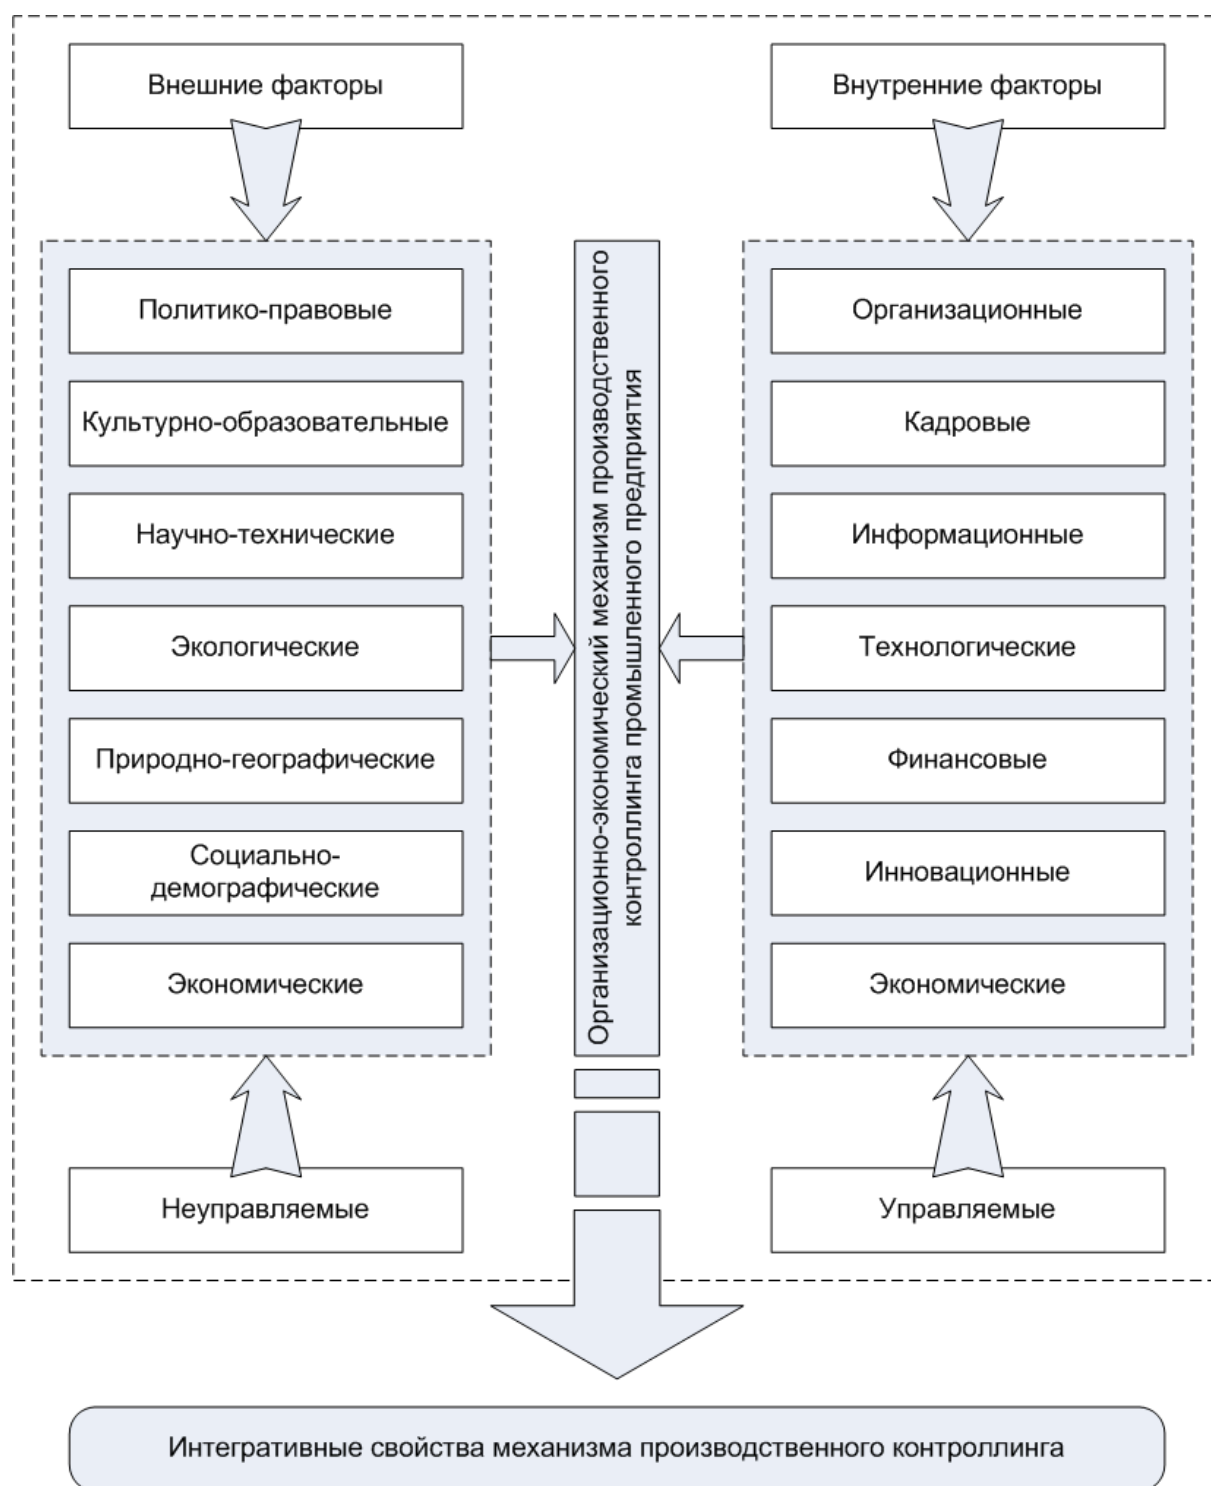 Внешние факторы
Внутренние факторы
Политико-правовые
Культурно-образовательные
Научно-технические
Экологические
Природно-географические
Социально-
демографические
Экономические
Организационно-экономический механизм производственного
контроллинга промышленного предприятия
Организационные
Кадровые
Информационные
Технологические
Финансовые
Инновационные
Экономические
Неуправляемые
Управляемые
Интегративные свойства механизма производственного контроллинга